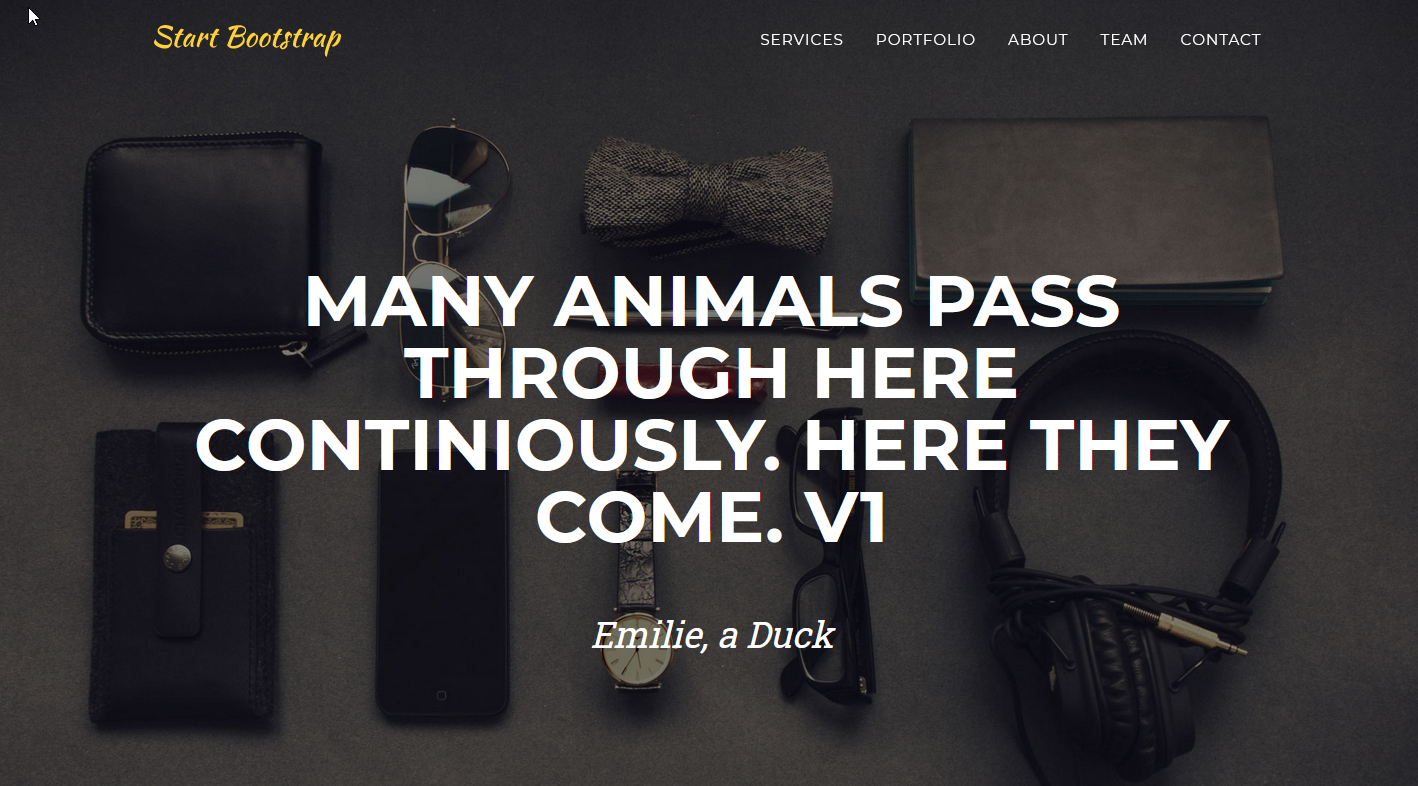 Start Bootstrap
SERVICES PORTFOLIO ABOUT TEAM CONTACT
MANY ANIMALS PASS
THROUGH HERE
CONTINIOUSLY. HERE THEY
COME. V1
Emilie, a Duck